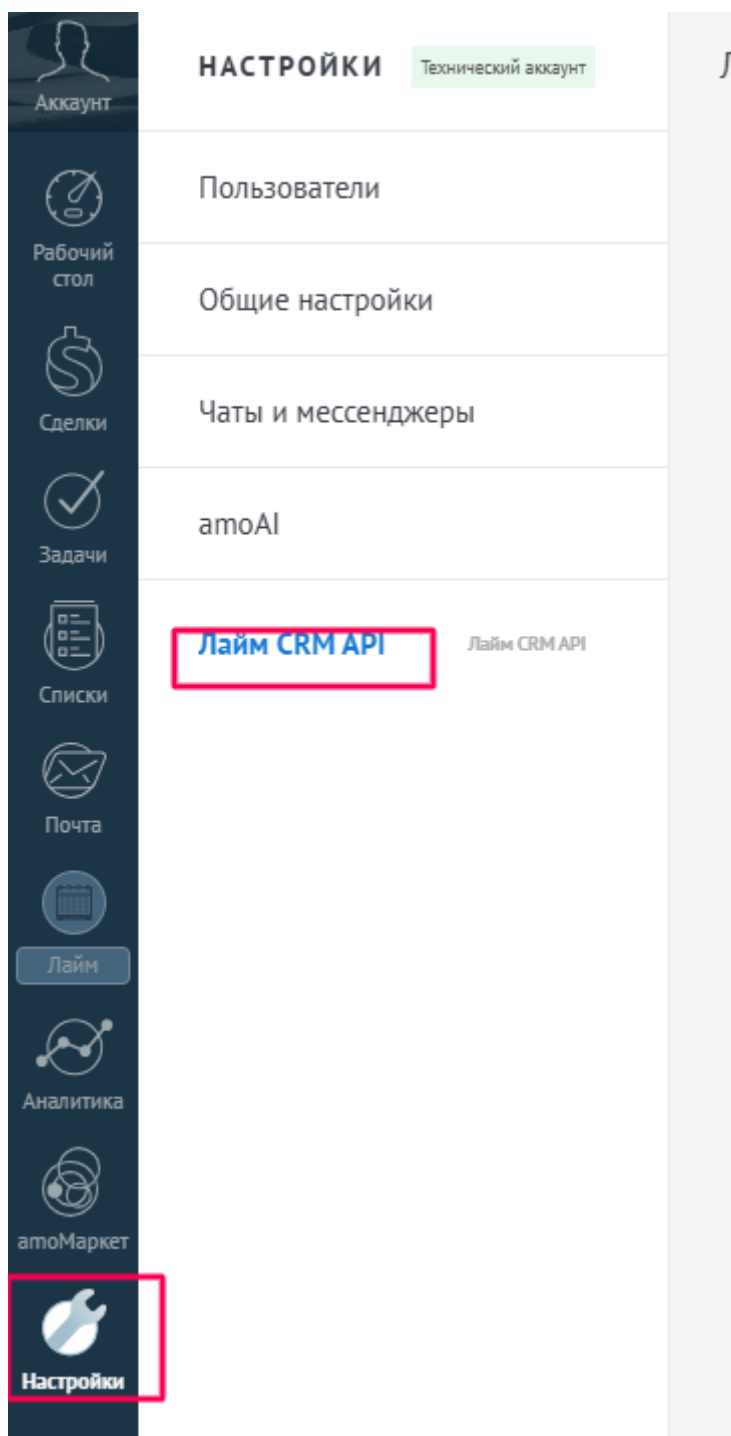 Аккаунт
Рабочий
стол
Сделки
Задачи
Списки
Почта
Лайм
Аналитика
amoМаркет
Настройки
НАСТРОЙКИ Технический аккаунт
Пользователи
Общие настройки
Чаты и мессенджеры
amoAI
Лайм CRM API Лайм CRM API